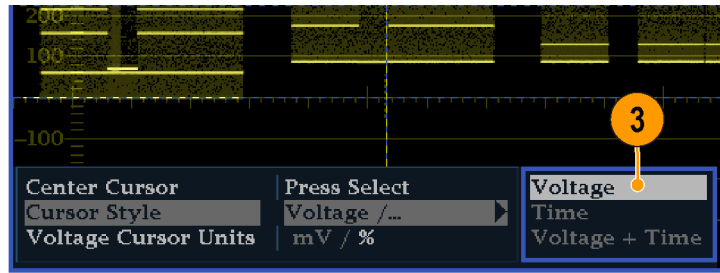 200
100
-100
3
Center Cursor
Press Select
Voltage
Cursor Style
Voltage /...
Time
Voltage Cursor Units
mV / %
Voltage + Time